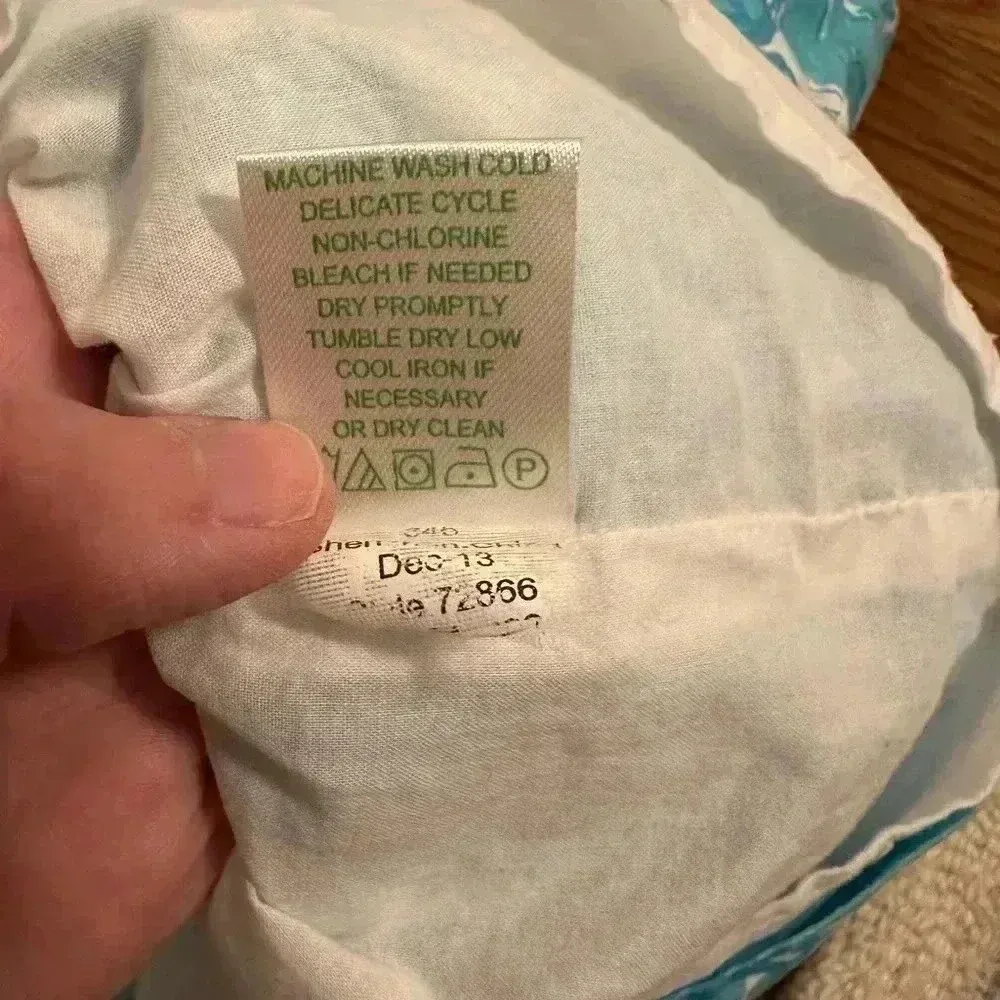 MACHINE WASH COLD
DELICATE CYCLE
NON-CHLORINE
BLEACH IF NEEDED
DRY PROMPTLY
TUMBLE DRY LOW
COOL IRON IF
NECESSARY
OR DRY CLEAN
P
Dec 13
72866